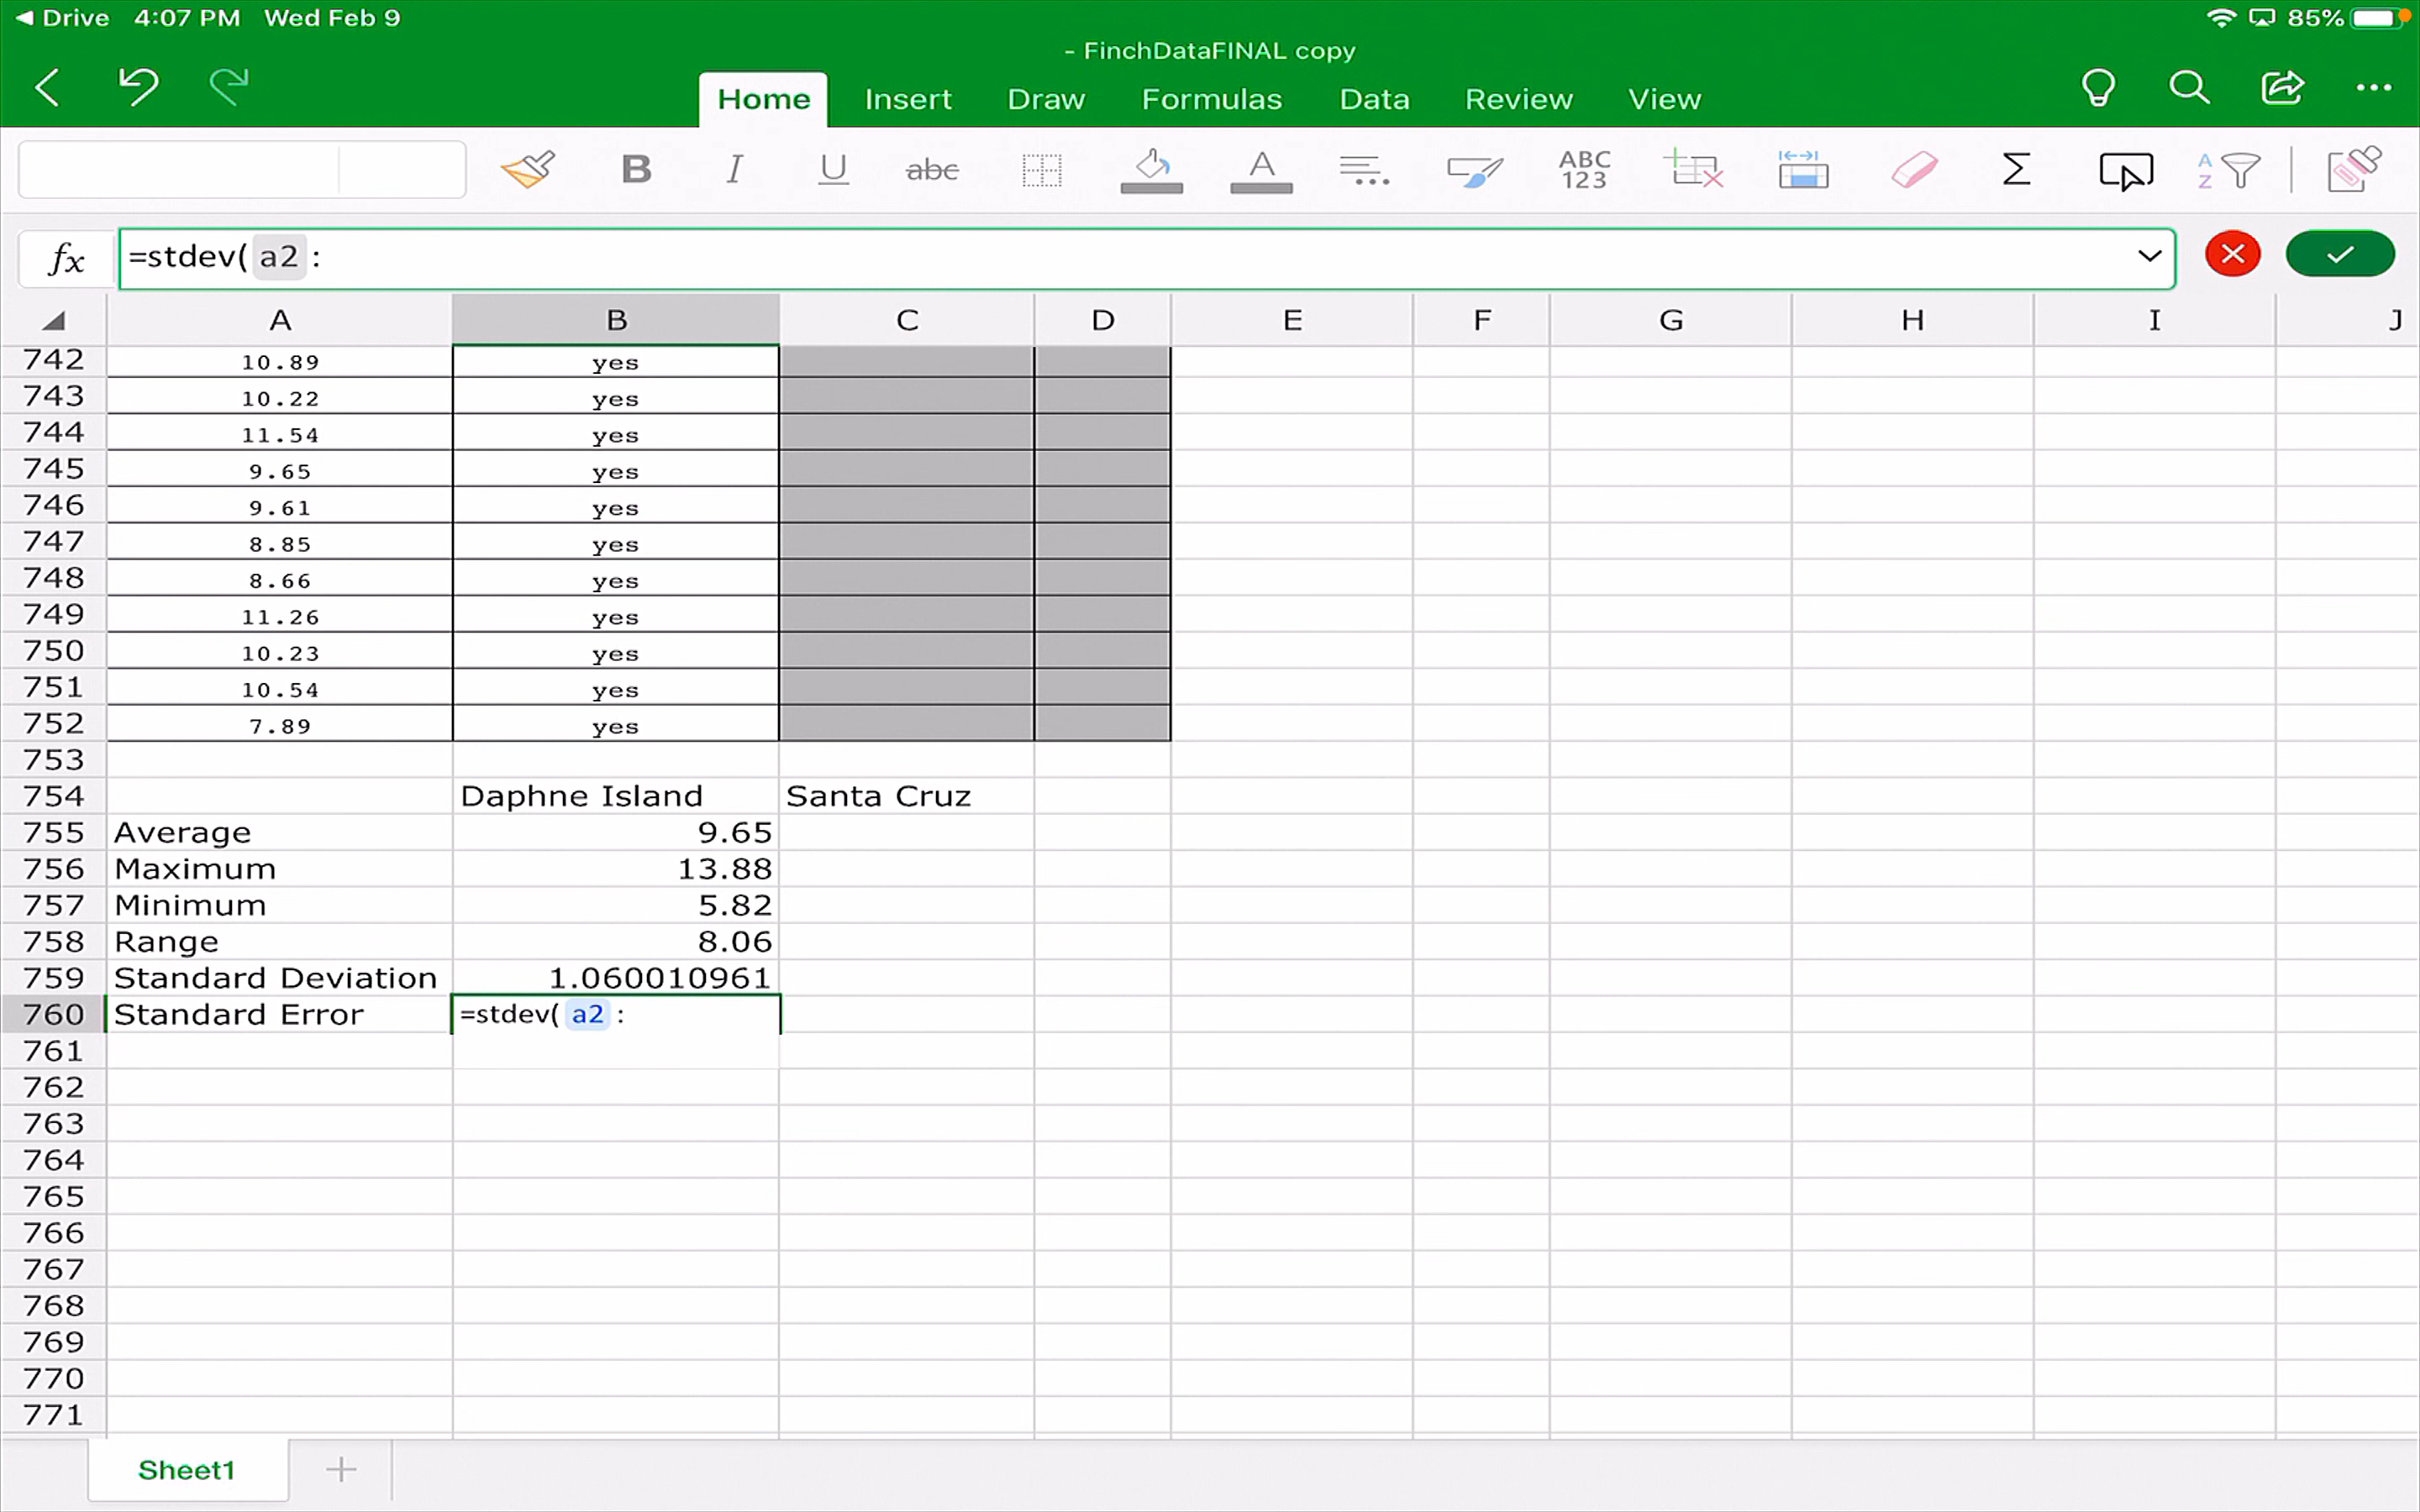 Drive 4:07 PM Wed Feb 9 85%
- FinchDataFINAL copy
Home Insert Draw Formulas Data Review View
B I U abc A ABC 123 Σ A Z
fx =stdev( a2 :
A B C D E F G H I J
742 10.89 yes
743 10.22 yes
744 11.54 yes
745 9.65 yes
746 9.61 yes
747 8.85 yes
748 8.66 yes
749 11.26 yes
750 10.23 yes
751 10.54 yes
752 7.89 yes
753
754 Daphne Island Santa Cruz
755 Average 9.65
756 Maximum 13.88
757 Minimum 5.82
758 Range 8.06
759 Standard Deviation 1.060010961
760 Standard Error =stdev( a2 :
761
762
763
764
765
766
767
768
769
770
771
Sheet1